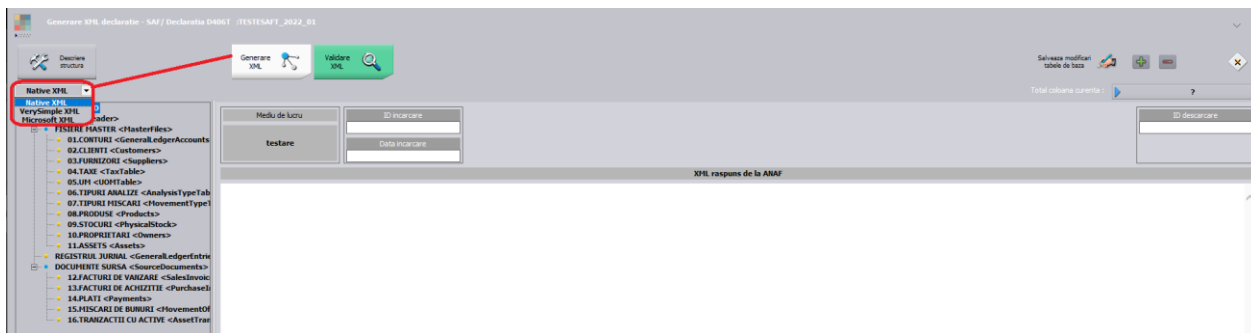 Generare XML declaratie - SAF/ Declaratia D406T :TESTESAFT_2022_01
Descriere
structura
Generare
XML
Validare
XML
Salveaza modificari
tabele de baza
Native XML
Total coloana curenta :
?
Native XML
VerySimple XML
Microsoft XML
eader>
FISIERE MASTER <MasterFiles>
01.CONTURI <GeneralLedgerAccounts
02.CLIENTI <Customers>
03.FURNIZORI <Suppliers>
04.TAXE <TaxTable>
05.UM <UOMTable>
06.TIPURI ANALIZE <AnalysisTypeTab
07.TIPURI MISCARI <MovementTypeT
08.PRODUSE <Products>
09.STOCURI <PhysicalStock>
10.PROPRIETARI <Owners>
11.ASSETS <Assets>
REGISTRUL JURNAL <GeneralLedgerEntrie
DOCUMENTE SURSA <SourceDocuments>
12.FACTURI DE VANZARE <SalesInvoic
13.FACTURI DE ACHIZITIE <PurchaseI
14.PLATI <Payments>
15.MISCARI DE BUNURI <MovementOf
16.TRANZACTII CU ACTIVE <AssetTran
Mediu de lucru
testare
ID incarcare
Data incarcare
ID descarcare
XML raspuns de la ANAF